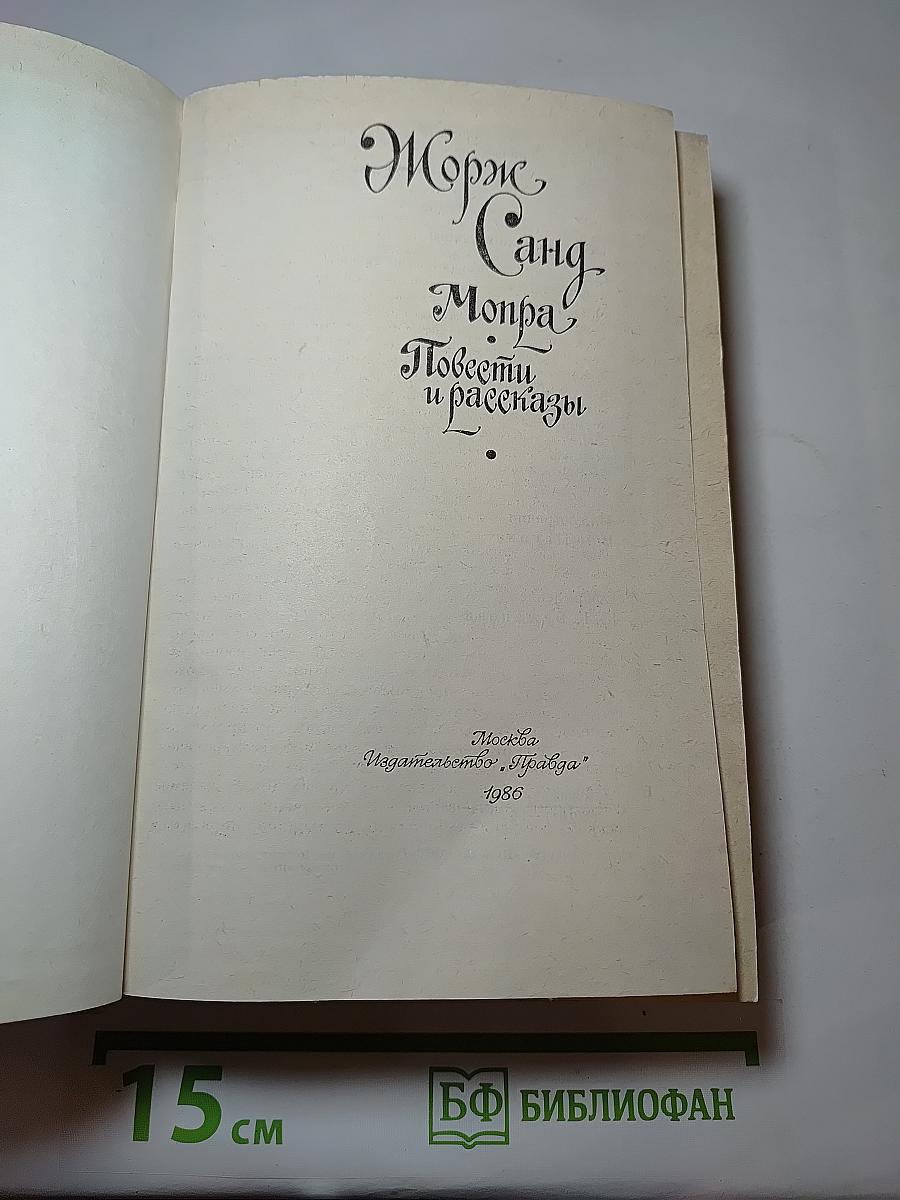 Жорж
Санд
Мопра
Повести
и рассказы
Москва
Издательство „Правда"
1986
15 см
БФ БИБЛИОФАН